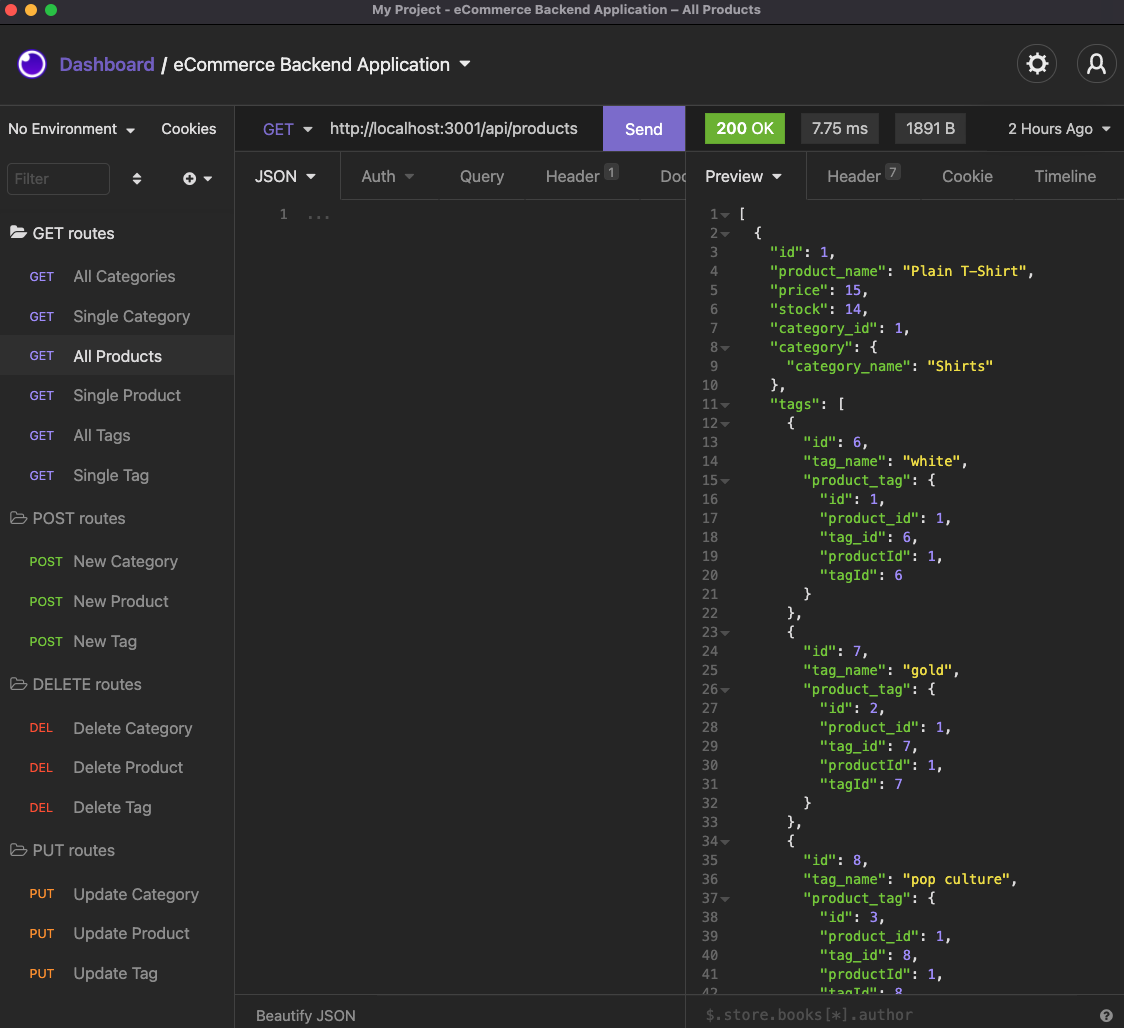 My Project - eCommerce Backend Application – All Products
Dashboard / eCommerce Backend Application
No Environment Cookies
GET http://localhost:3001/api/products Send
200 OK 7.75 ms 1891 B 2 Hours Ago
Filter
JSON Auth Query Header 1 Doc
Preview Header 7 Cookie Timeline
GET routes
GET All Categories
GET Single Category
GET All Products
GET Single Product
GET All Tags
GET Single Tag
POST routes
POST New Category
POST New Product
POST New Tag
DELETE routes
DEL Delete Category
DEL Delete Product
DEL Delete Tag
PUT routes
PUT Update Category
PUT Update Product
PUT Update Tag
1 ...
Beautify JSON
1 [
2 {
3 "id": 1,
4 "product_name": "Plain T-Shirt",
5 "price": 15,
6 "stock": 14,
7 "category_id": 1,
8 "category": {
9 "category_name": "Shirts"
10 },
11 "tags": [
12 {
13 "id": 6,
14 "tag_name": "white",
15 "product_tag": {
16 "id": 1,
17 "product_id": 1,
18 "tag_id": 6,
19 "productId": 1,
20 "tagId": 6
21 }
22 },
23 {
24 "id": 7,
25 "tag_name": "gold",
26 "product_tag": {
27 "id": 2,
28 "product_id": 1,
29 "tag_id": 7,
30 "productId": 1,
31 "tagId": 7
32 }
33 },
34 {
35 "id": 8,
36 "tag_name": "pop culture",
37 "product_tag": {
38 "id": 3,
39 "product_id": 1,
40 "tag_id": 8,
41 "productId": 1,
42 "tagId": 8
$.store.books[*].author